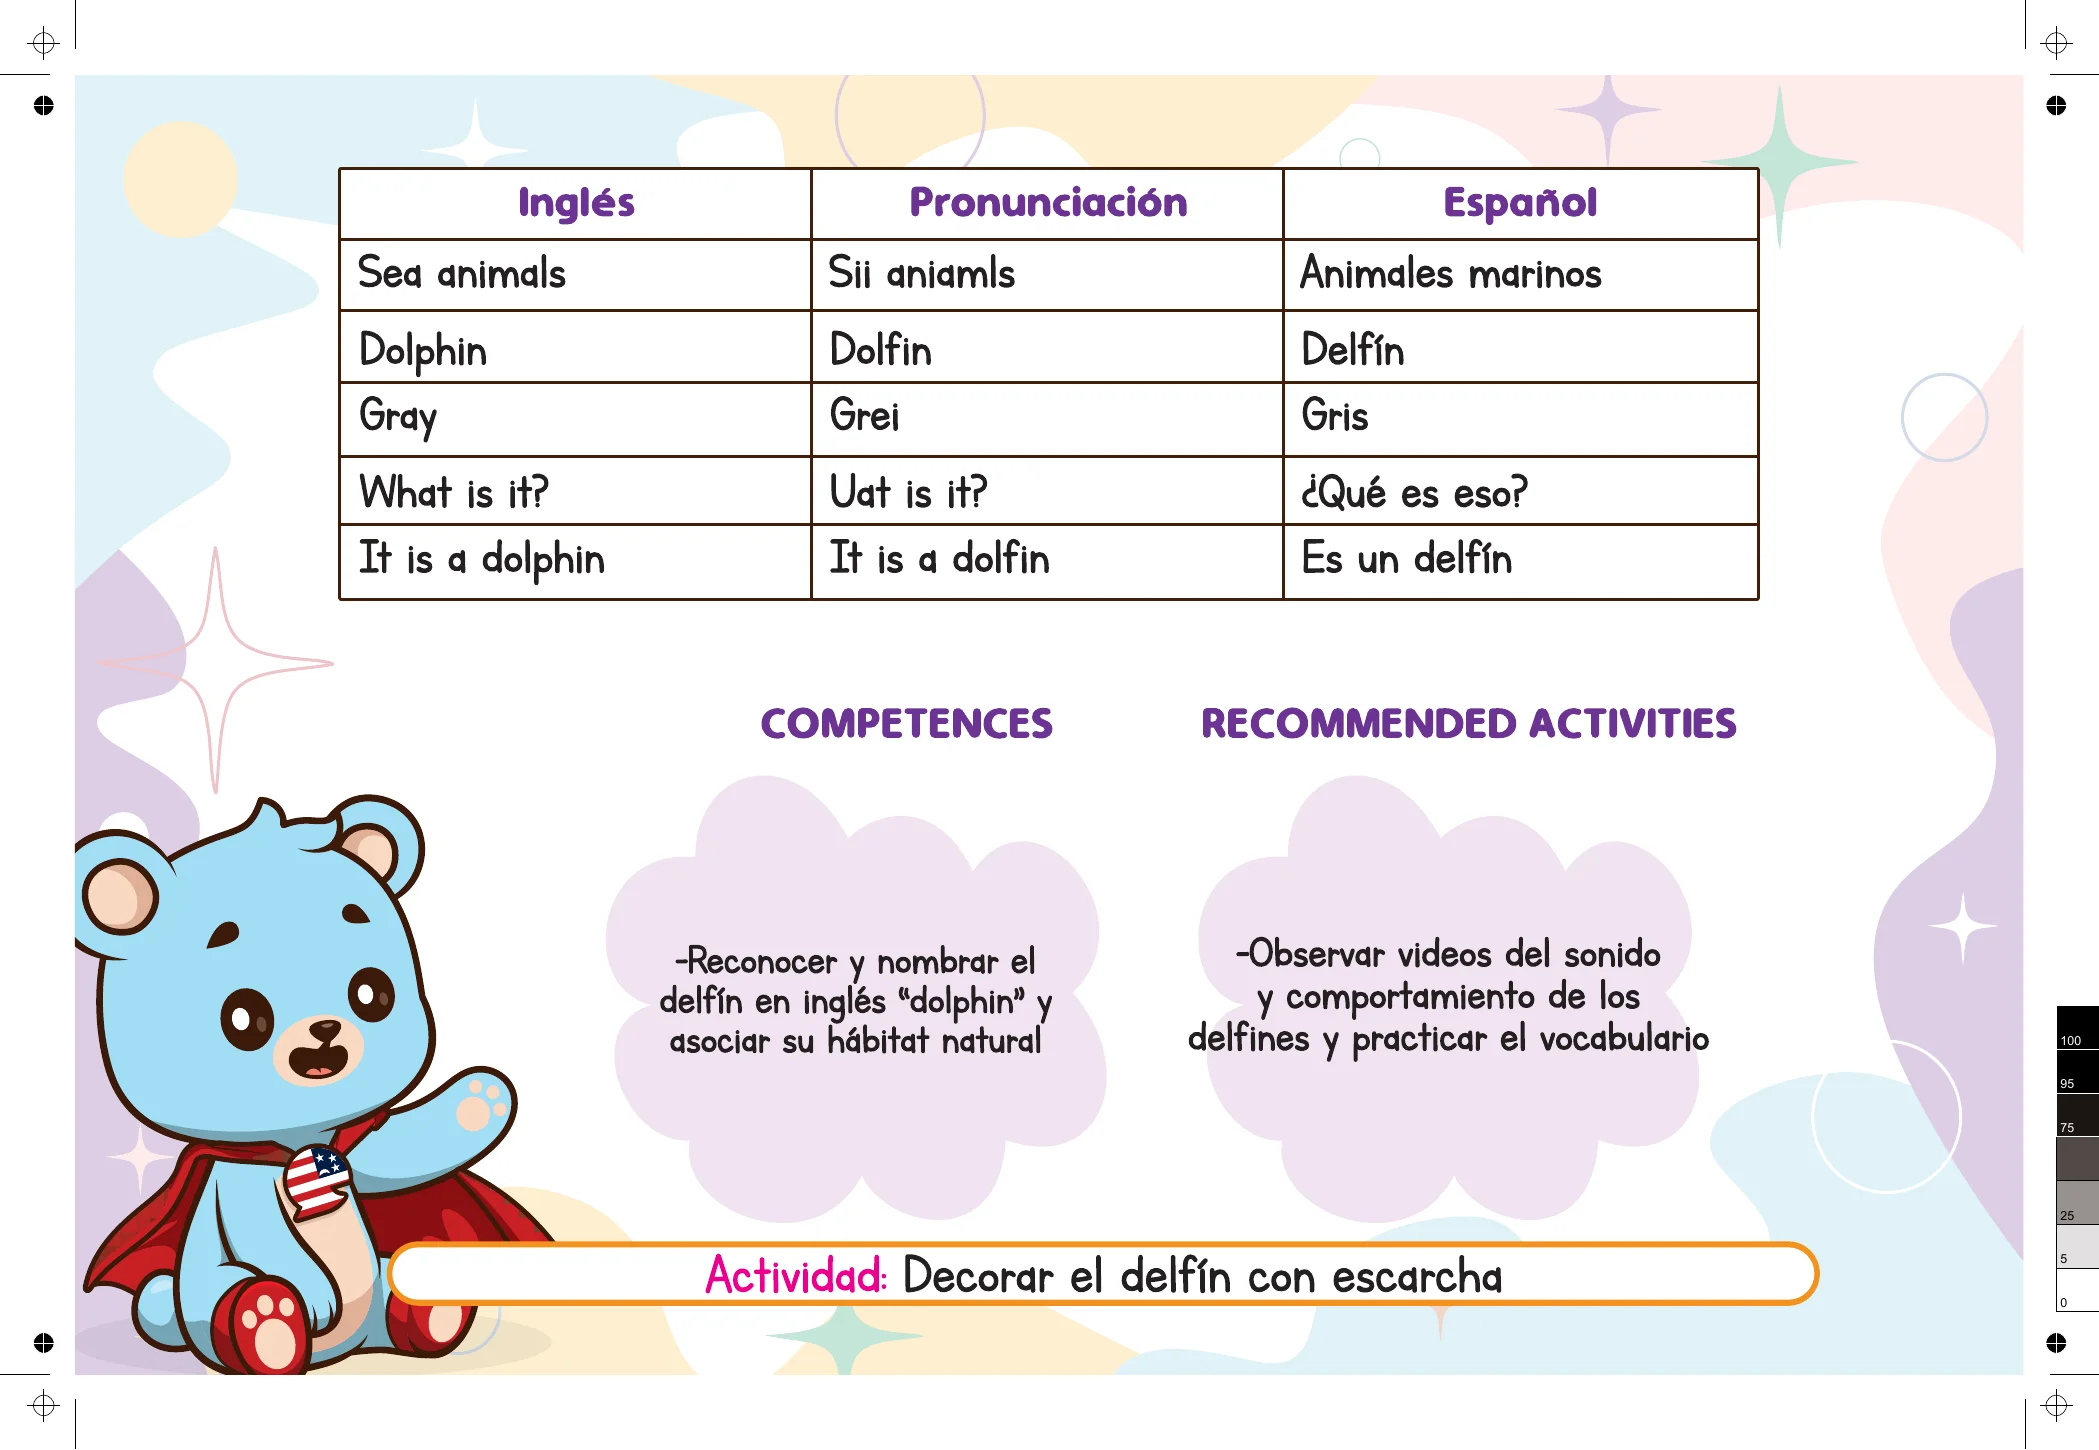 Inglés Pronunciación Español
Sea animals Sii aniamls Animales marinos
Dolphin Dolfin Delfín
Gray Grei Gris
What is it? Uat is it? ¿Qué es eso?
It is a dolphin It is a dolfin Es un delfín
COMPETENCES
-Reconocer y nombrar el
delfín en inglés “dolphin” y
asociar su hábitat natural
RECOMMENDED ACTIVITIES
-Observar videos del sonido
y comportamiento de los
delfines y practicar el vocabulario
Actividad: Decorar el delfín con escarcha
100
95
75
25
5
0